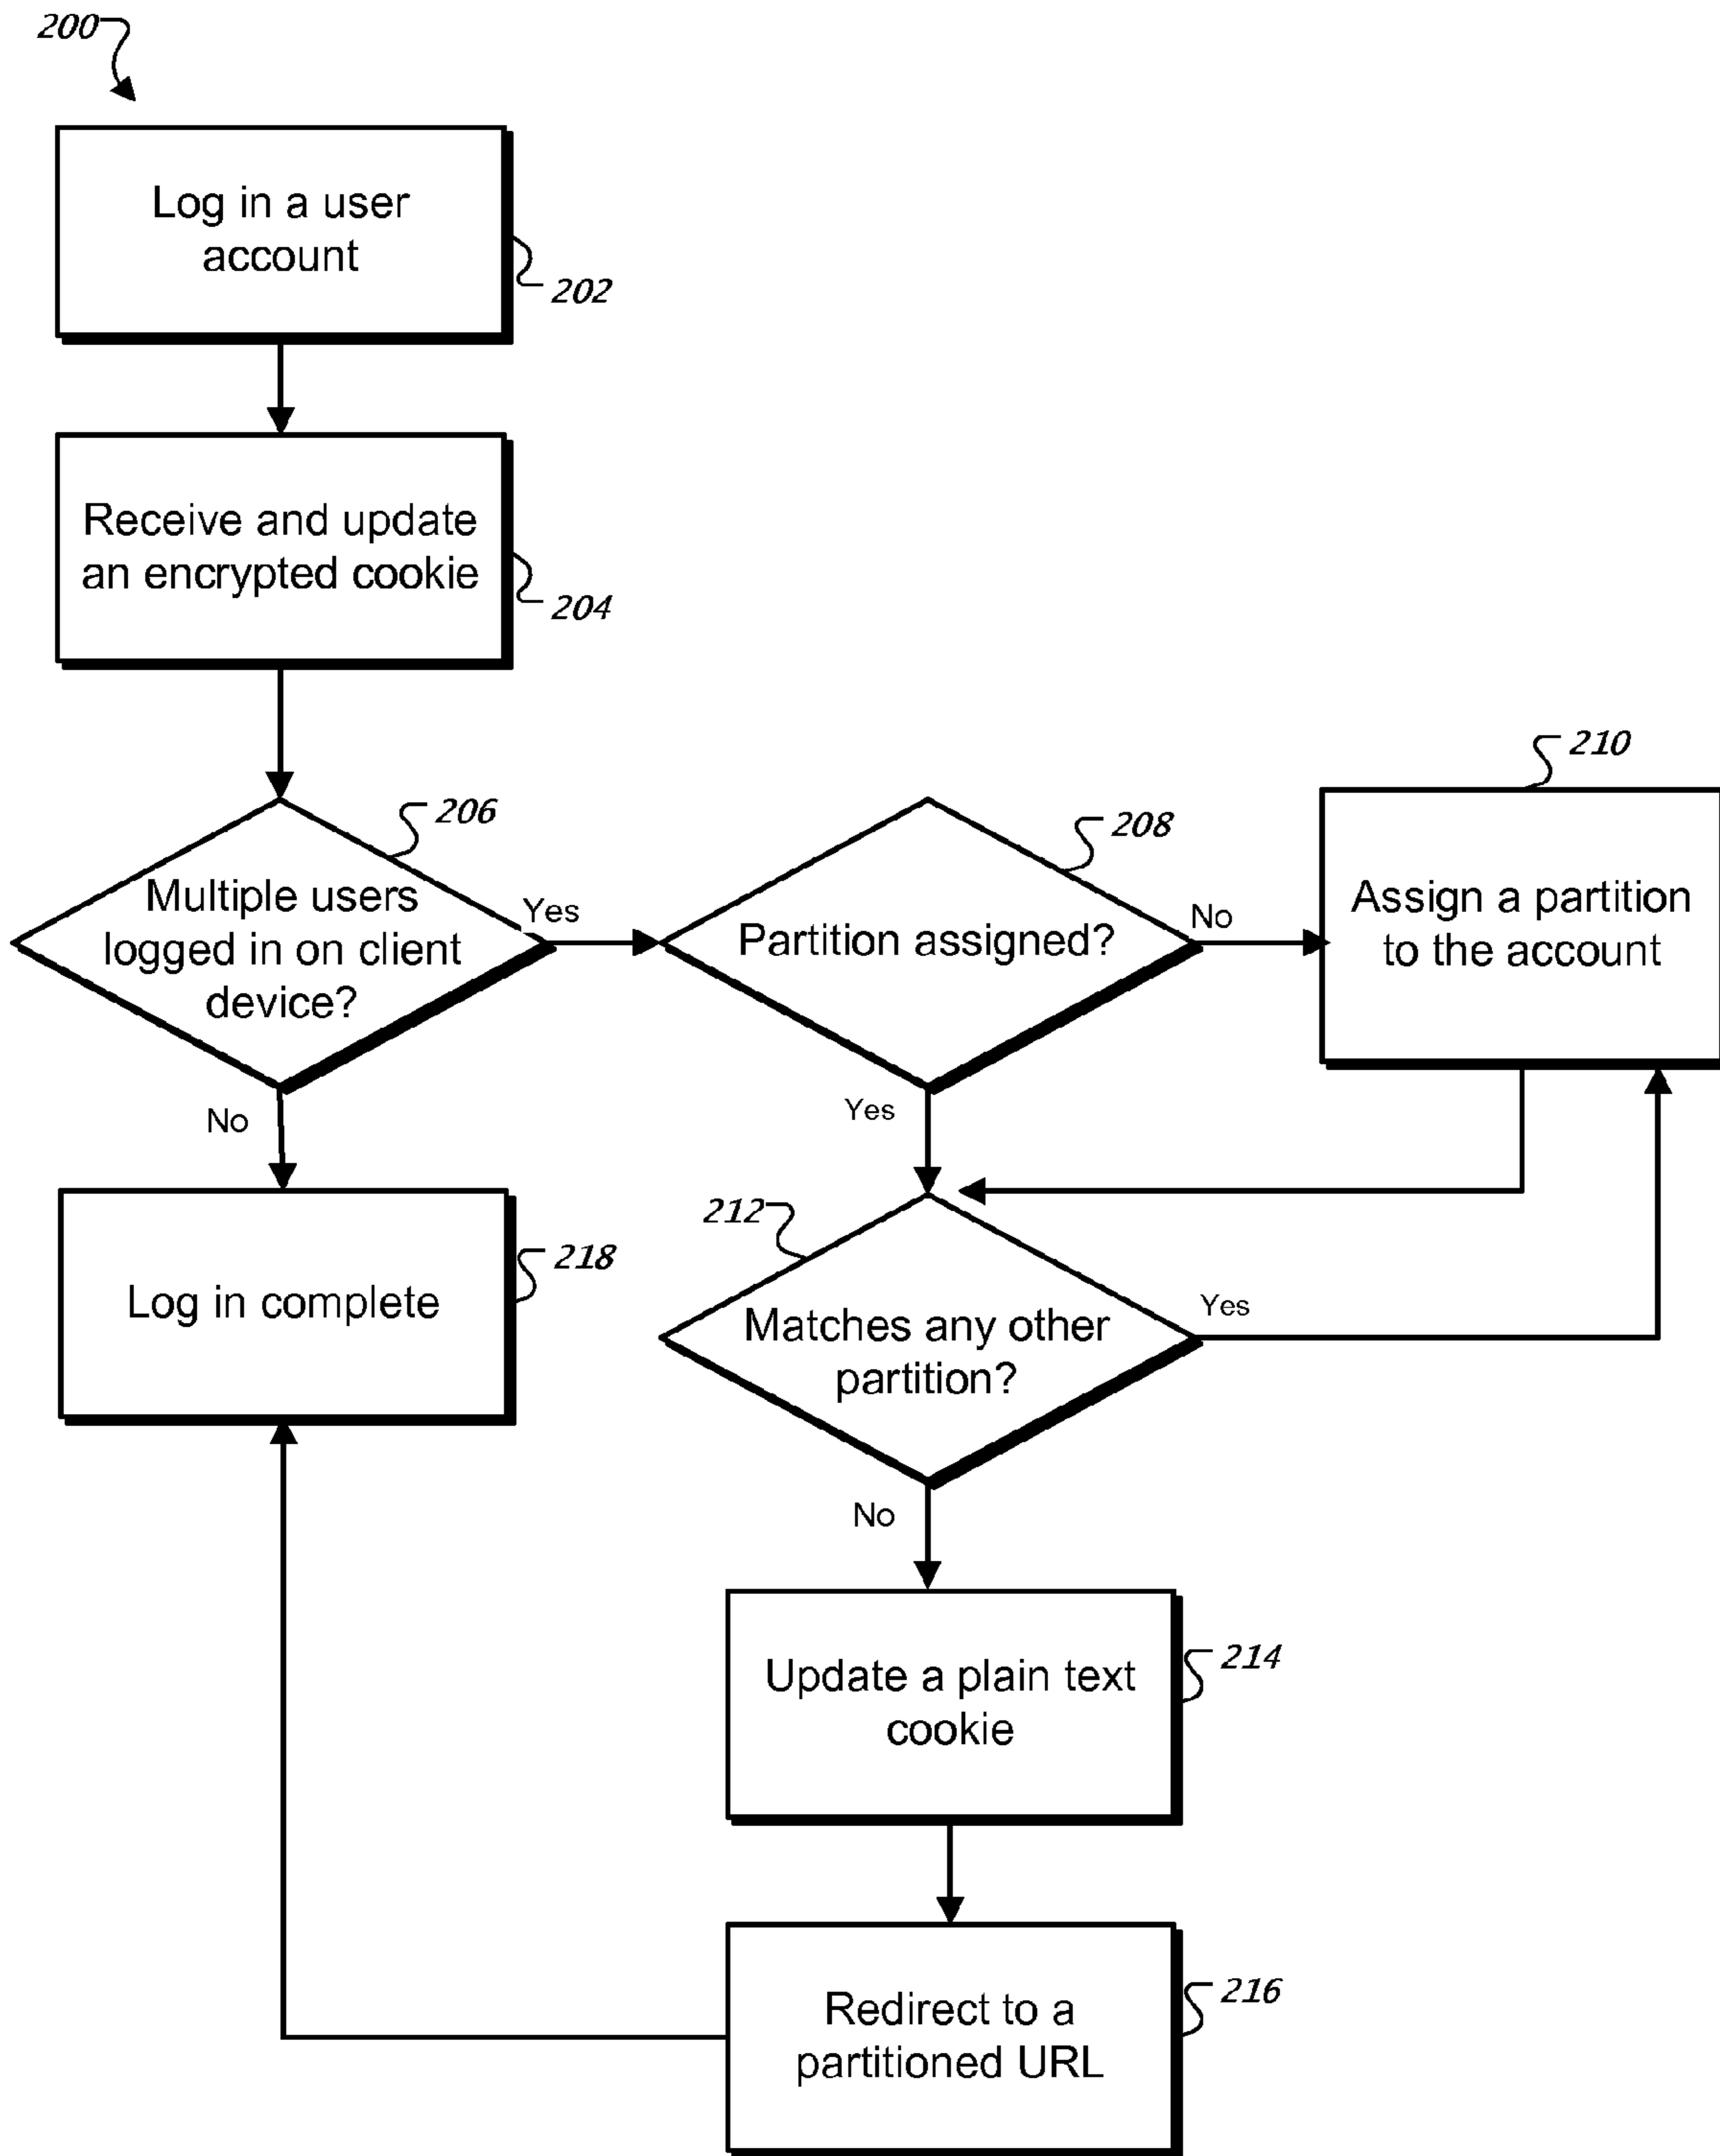 200
Log in a user
account
202
Receive and update
an encrypted cookie
204
206
Multiple users
logged in on client
device?
Yes
No
208
Partition assigned?
No
Yes
210
Assign a partition
to the account
212
Matches any other
partition?
Yes
No
218
Log in complete
Update a plain text
cookie
214
Redirect to a
partitioned URL
216